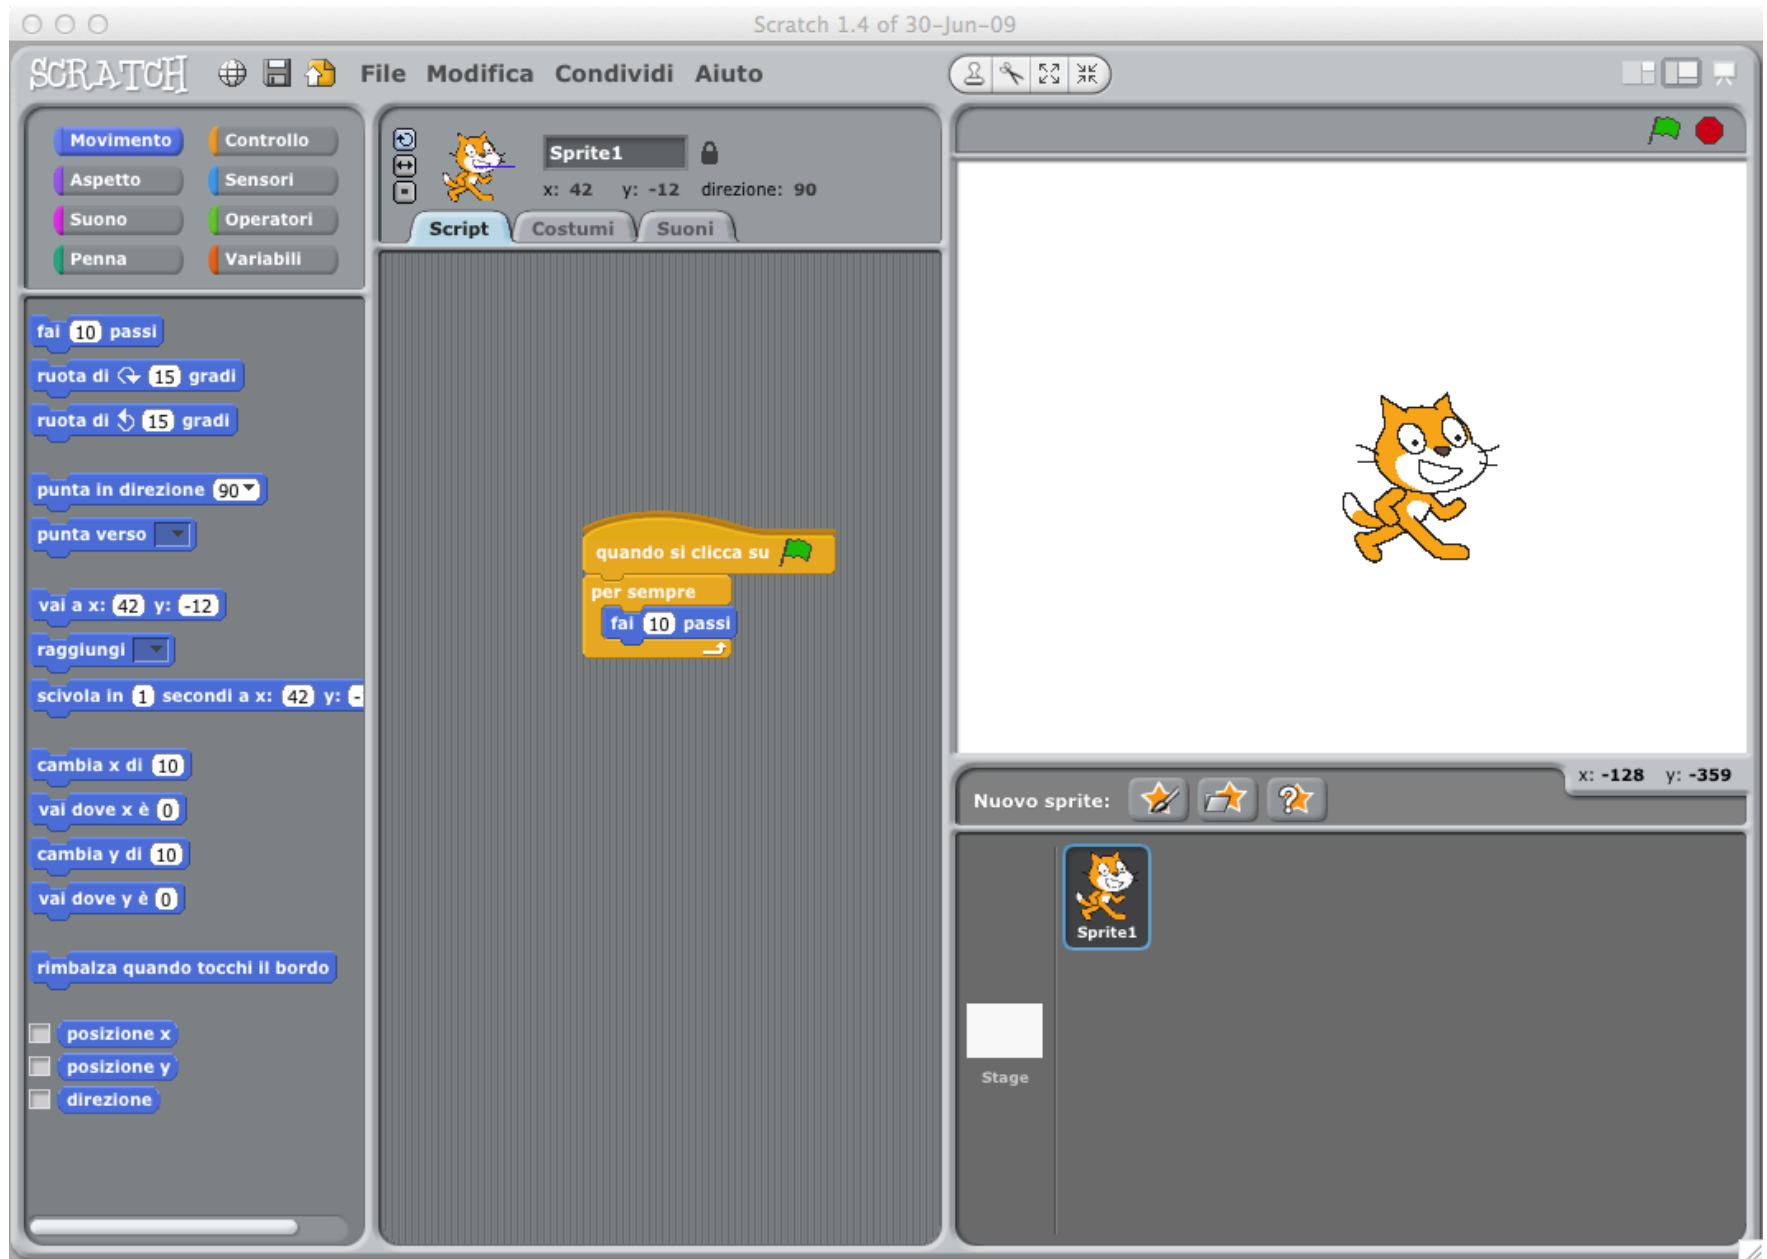 Scratch 1.4 of 30-Jun-09
SCRATCH File Modifica Condividi Aiuto
Movimento Controllo
Aspetto Sensori
Suono Operatori
Penna Variabili
fai 10 passi
ruota di 15 gradi
ruota di 15 gradi
punta in direzione 90
punta verso
vai a x: 42 y: -12
raggiungi
scivola in 1 secondi a x: 42 y: -
cambia x di 10
vai dove x è 0
cambia y di 10
vai dove y è 0
rimbalza quando tocchi il bordo
posizione x
posizione y
direzione
Sprite1
x: 42 y: -12 direzione: 90
Script Costumi Suoni
quando si clicca su
per sempre
fai 10 passi
x: -128 y: -359
Nuovo sprite:
Sprite1
Stage